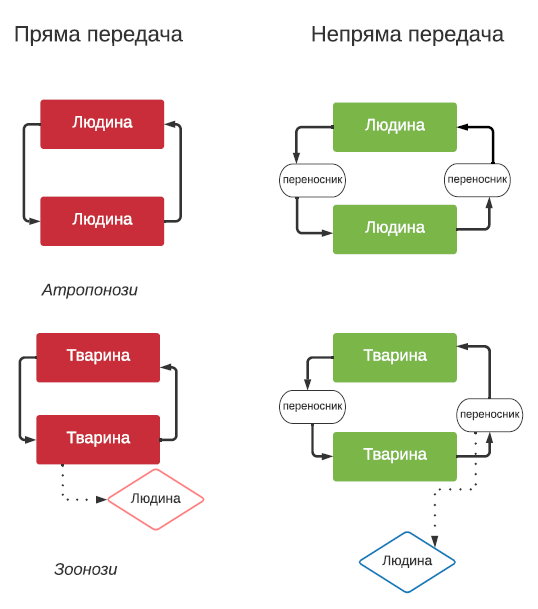 Пряма передача
Непряма передача
Людина
Людина
Людина
переносник
переносник
Людина
Атропонози
Тварина
Тварина
Людина
Тварина
переносник
переносник
Тварина
Людина
Зоонози